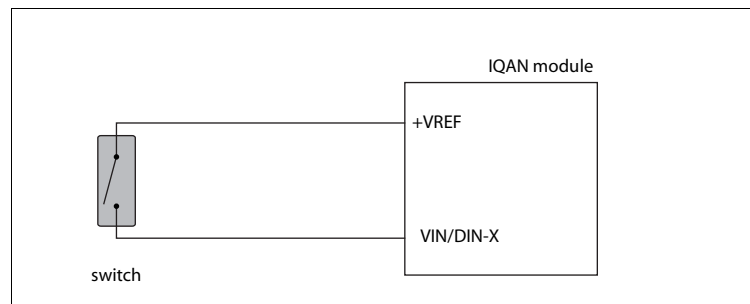 IQAN module
+VREF
VIN/DIN-X
switch